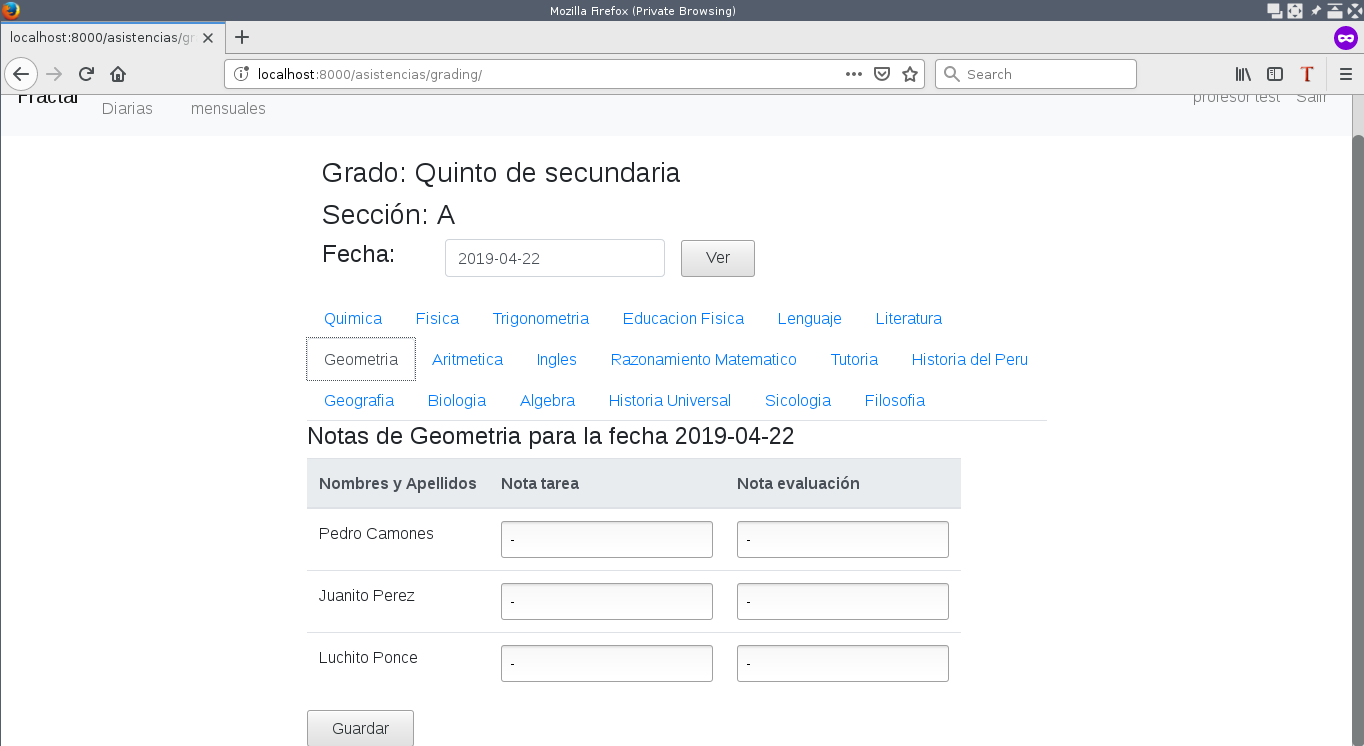 Mozilla Firefox (Private Browsing)
localhost:8000/asistencias/gr
localhost:8000/asistencias/grading/
Search
Fractal Diarias mensuales profesor test Salir
Grado: Quinto de secundaria
Sección: A
Fecha: 2019-04-22 Ver
Quimica Fisica Trigonometria Educacion Fisica Lenguaje Literatura
Geometria Aritmetica Ingles Razonamiento Matematico Tutoria Historia del Peru
Geografia Biologia Algebra Historia Universal Sicologia Filosofia
Notas de Geometria para la fecha 2019-04-22
Nombres y Apellidos Nota tarea Nota evaluación
Pedro Camones - -
Juanito Perez - -
Luchito Ponce - -
Guardar